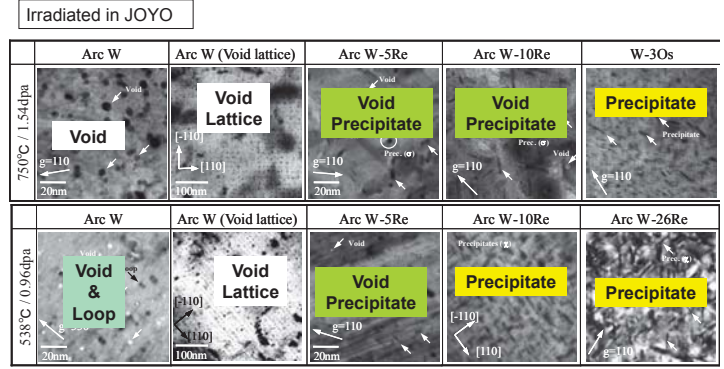 Irradiated in JOYO
Arc W
Arc W (Void lattice)
Arc W-5Re
Arc W-10Re
W-3Os
750℃ / 1.54dpa
Void
Void
g=110
20nm
Void
Lattice
[-110]
[110]
100nm
Void
Void
Precipitate
Prec. (σ)
g=110
20nm
Void
Precipitate
Prec. (σ)
Void
g=110
Precipitate
Precipitate
g=110
Arc W
Arc W (Void lattice)
Arc W-5Re
Arc W-10Re
Arc W-26Re
538℃ / 0.96dpa
Void
Void
&
Loop
20nm
Void
Lattice
[-110]
[110]
100nm
Void
Void
Precipitate
g=110
20nm
Precipitates (χ)
Precipitate
[-110]
[110]
Prec. (χ)
Precipitate
g=110